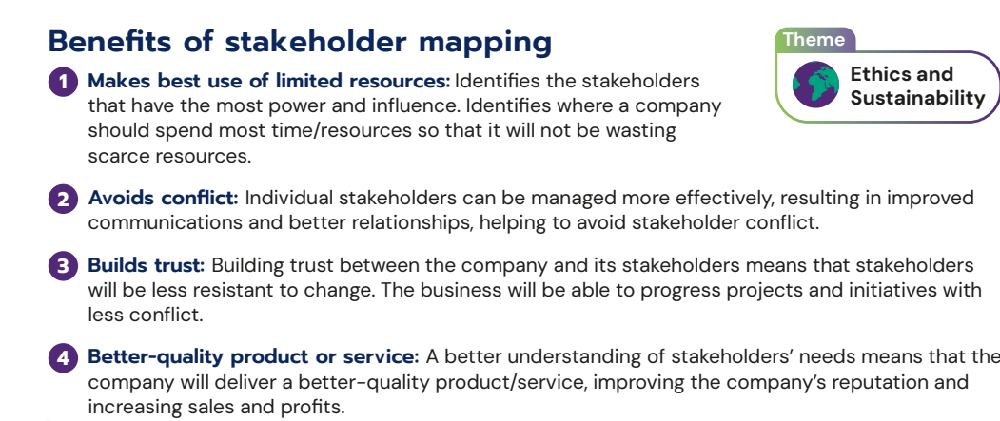 Benefits of stakeholder mapping
Theme
Ethics and
Sustainability
1 Makes best use of limited resources: Identifies the stakeholders
that have the most power and influence. Identifies where a company
should spend most time/resources so that it will not be wasting
scarce resources.
2 Avoids conflict: Individual stakeholders can be managed more effectively, resulting in improved
communications and better relationships, helping to avoid stakeholder conflict.
3 Builds trust: Building trust between the company and its stakeholders means that stakeholders
will be less resistant to change. The business will be able to progress projects and initiatives with
less conflict.
4 Better-quality product or service: A better understanding of stakeholders' needs means that the
company will deliver a better-quality product/service, improving the company's reputation and
increasing sales and profits.